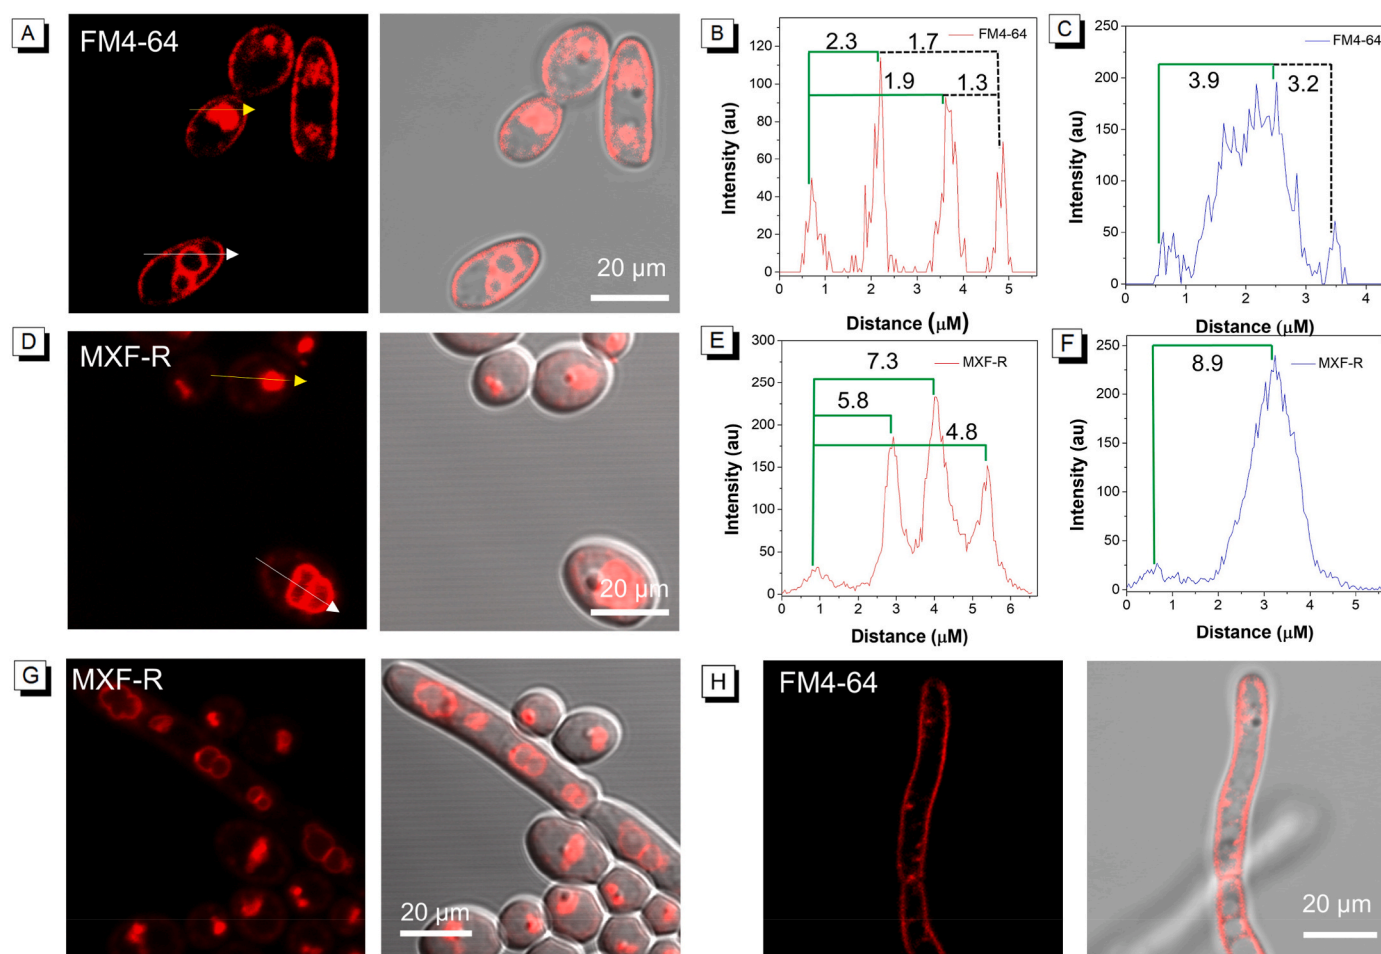 A
FM4-64
20 μm
B
FM4-64
2.3
1.7
1.9
1.3
Intensity (au)
120
100
80
60
40
20
0
0 1 2 3 4 5
Distance (μM)
C
FM4-64
3.9
3.2
Intensity (au)
250
200
150
100
50
0
0 1 2 3 4
Distance (μM)
D
MXF-R
20 μm
E
MXF-R
7.3
5.8
4.8
Intensity (au)
300
250
200
150
100
50
0
0 1 2 3 4 5 6
Distance (μM)
F
MXF-R
8.9
Intensity (au)
250
200
150
100
50
0
0 1 2 3 4 5
Distance (μM)
G
MXF-R
20 μm
H
FM4-64
20 μm